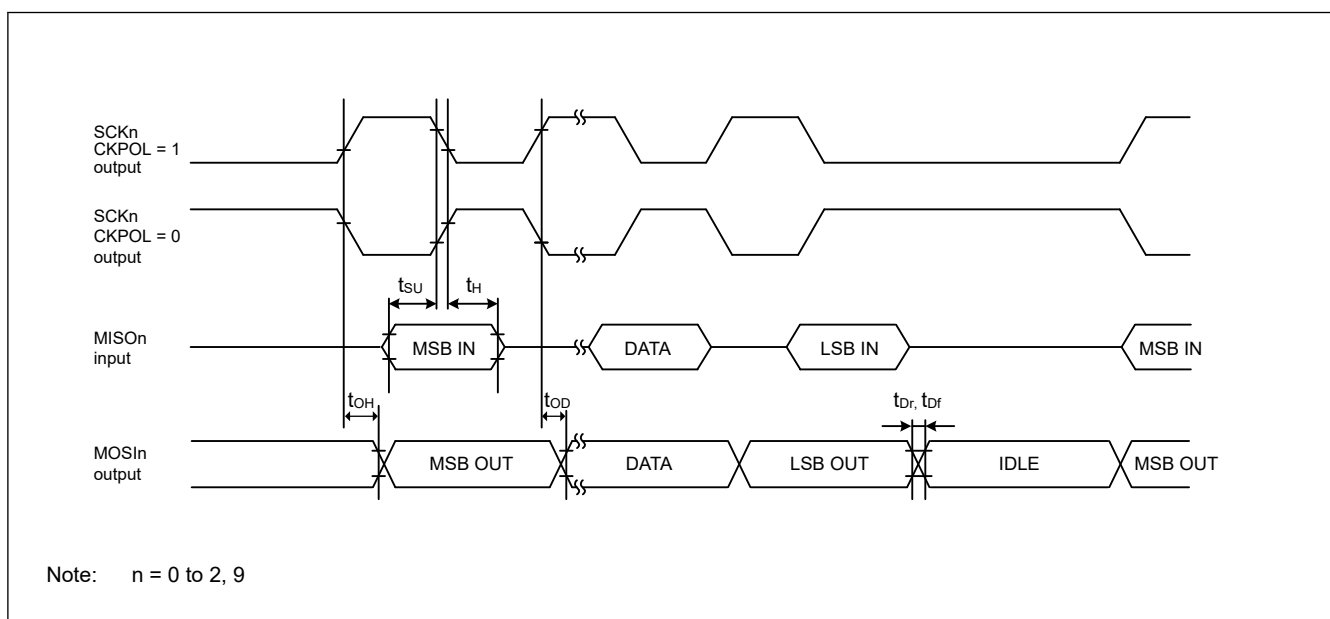 SCKn
CKPOL = 1
output
SCKn
CKPOL = 0
output
tSU
tH
MISOn
input
MSB IN
DATA
LSB IN
MSB IN
tOH
tOD
tDr, tDf
MOSIn
output
MSB OUT
DATA
LSB OUT
IDLE
MSB OUT
Note: n = 0 to 2, 9